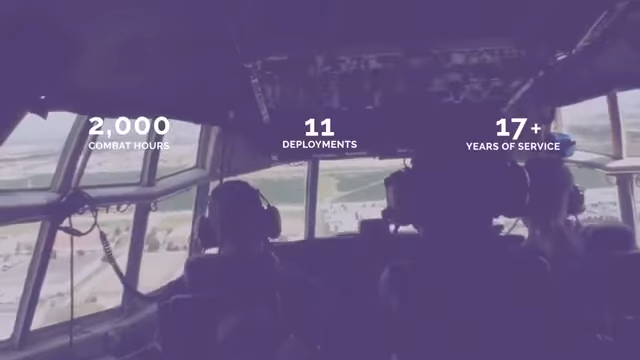 2,000
COMBAT HOURS
11
DEPLOYMENTS
17+
YEARS OF SERVICE